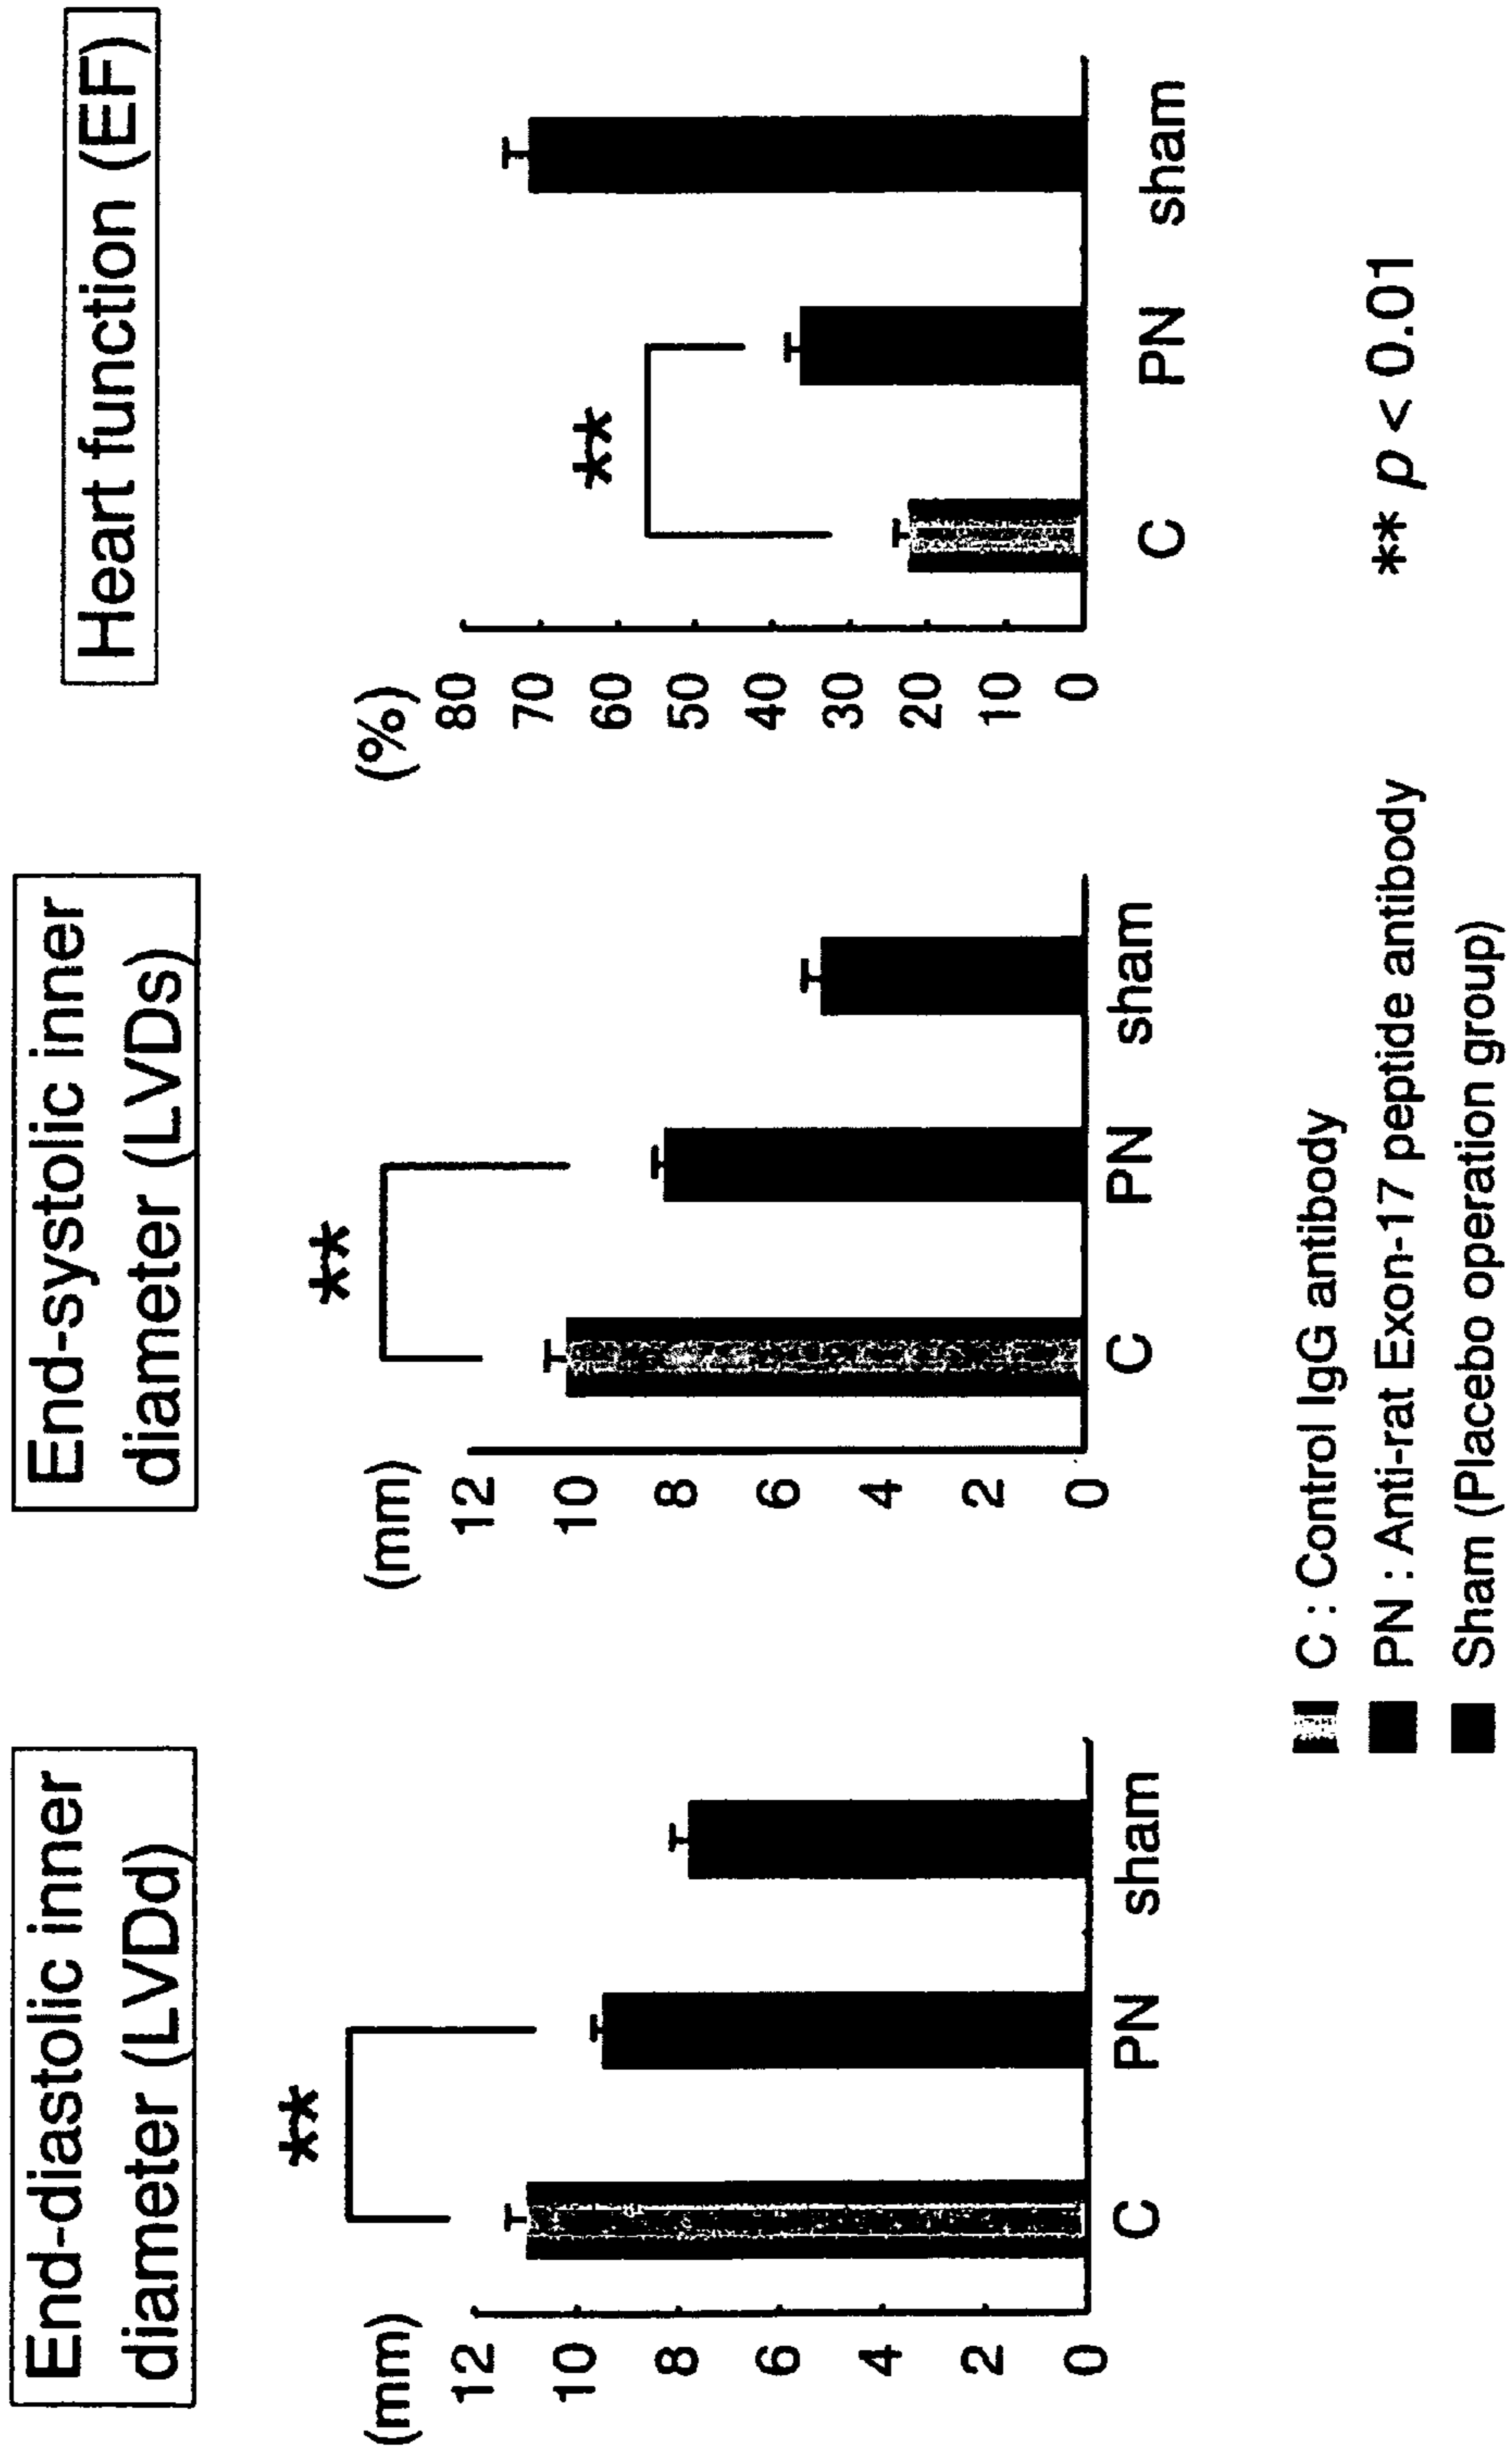 End-diastolic inner
diameter (LVDd)
(mm)
12
10
8
6
4
2
0
**
C
PN
sham
End-systolic inner
diameter (LVDs)
(mm)
12
10
8
6
4
2
0
**
C
PN
sham
Heart function (EF)
(%)
80
70
60
50
40
30
20
10
0
**
C
PN
sham
C : Control IgG antibody
PN : Anti-rat Exon-17 peptide antibody
Sham (Placebo operation group)
** p < 0.01